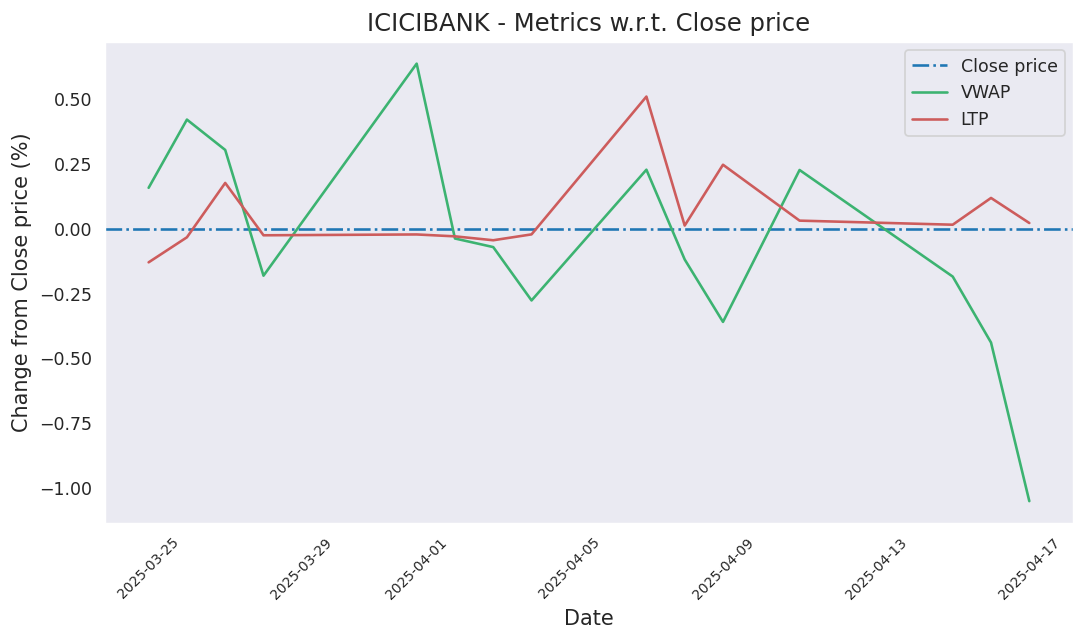 ICICIBANK - Metrics w.r.t. Close price
Close price
VWAP
LTP
Change from Close price (%)
0.50
0.25
0.00
−0.25
−0.50
−0.75
−1.00
2025-03-25
2025-03-29
2025-04-01
2025-04-05
2025-04-09
2025-04-13
2025-04-17
Date